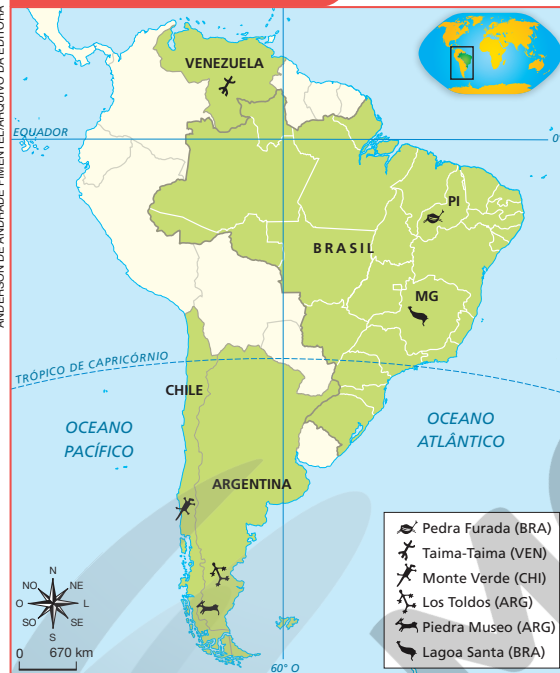 ANDERSON DE ANDRADE PIMENTEL/ARQUIVO DA EDITORA
VENEZUELA
EQUADOR
0°
PI
BRASIL
MG
TRÓPICO DE CAPRICÓRNIO
CHILE
OCEANO
PACÍFICO
OCEANO
ATLÂNTICO
ARGENTINA
Pedra Furada (BRA)
Taima-Taima (VEN)
Monte Verde (CHI)
Los Toldos (ARG)
Piedra Museo (ARG)
Lagoa Santa (BRA)
N
NO NE
O L
SO SE
S
0 670 km
60° O